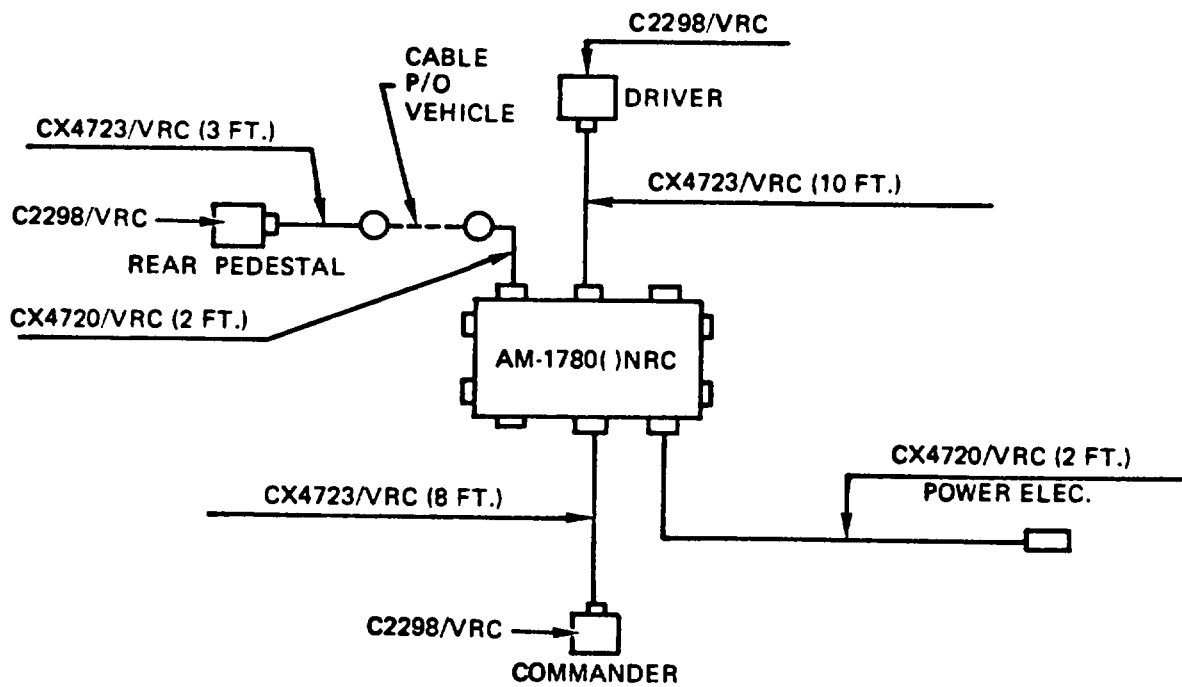 C2298/VRC
CABLE
P/O
VEHICLE
DRIVER
CX4723/VRC (3 FT.)
CX4723/VRC (10 FT.)
C2298/VRC
REAR PEDESTAL
CX4720/VRC (2 FT.)
AM-1780( )NRC
CX4720/VRC (2 FT.)
POWER ELEC.
CX4723/VRC (8 FT.)
C2298/VRC
COMMANDER